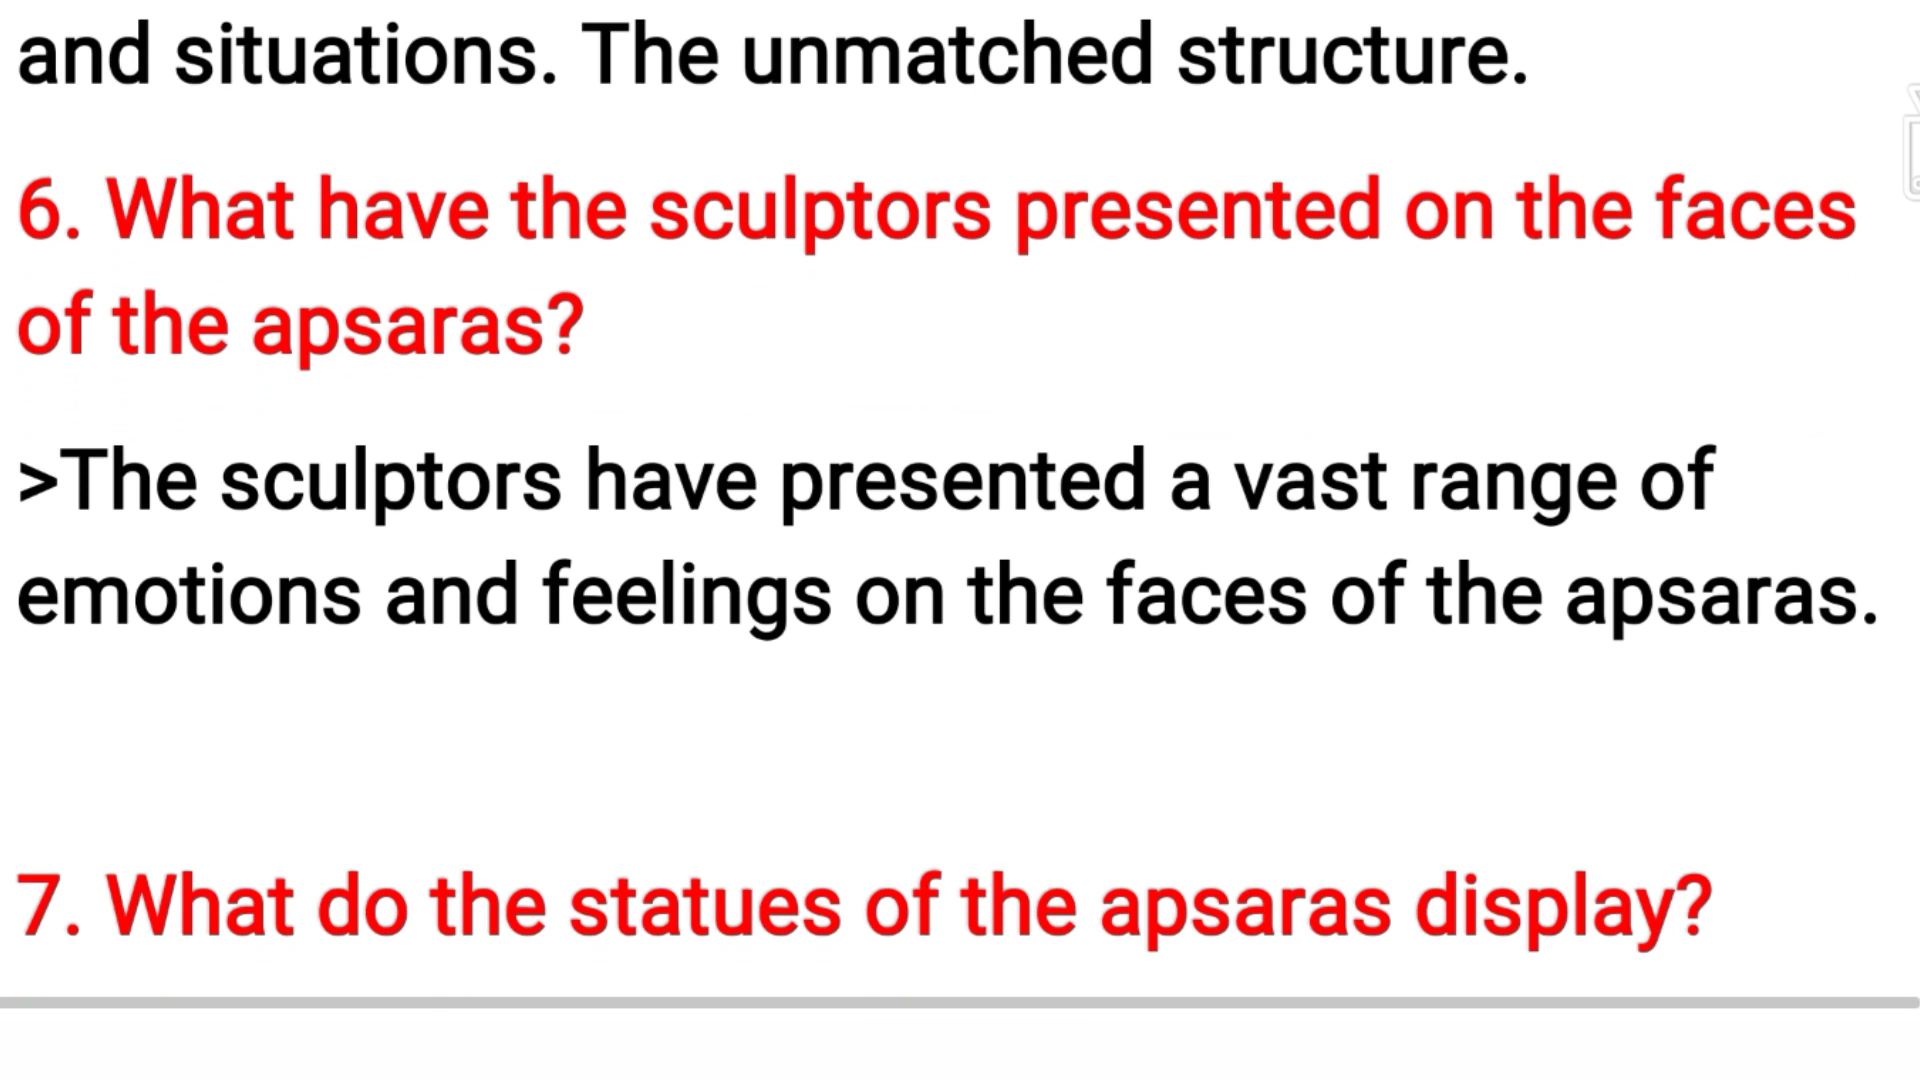 and situations. The unmatched structure.
6. What have the sculptors presented on the faces
of the apsaras?
>The sculptors have presented a vast range of
emotions and feelings on the faces of the apsaras.
7. What do the statues of the apsaras display?